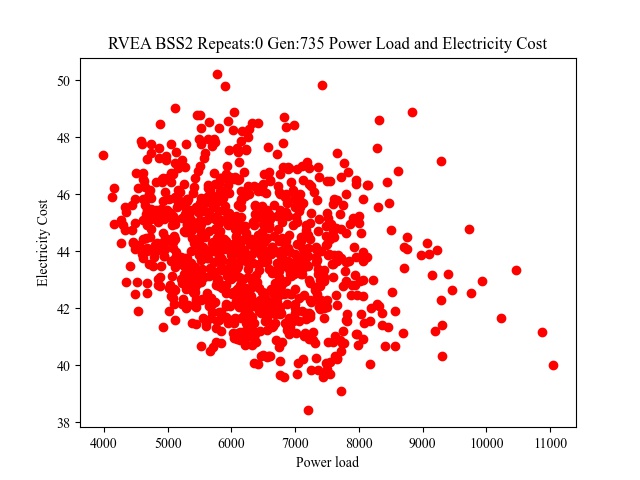 RVEA BSS2 Repeats:0 Gen:735 Power Load and Electricity Cost
50
48
46
44
42
40
38
Electricity Cost
4000 5000 6000 7000 8000 9000 10000 11000
Power load